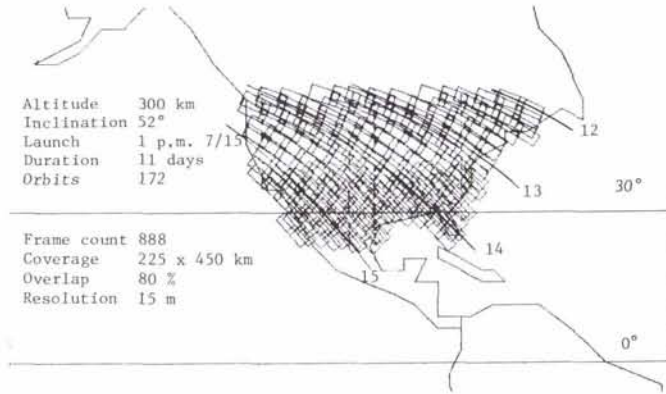 Altitude 300 km
Inclination 52°
Launch 1 p.m. 7/15
Duration 11 days
Orbits 172
Frame count 888
Coverage 225 x 450 km
Overlap 80 %
Resolution 15 m
12
13
30°
14
15
0°